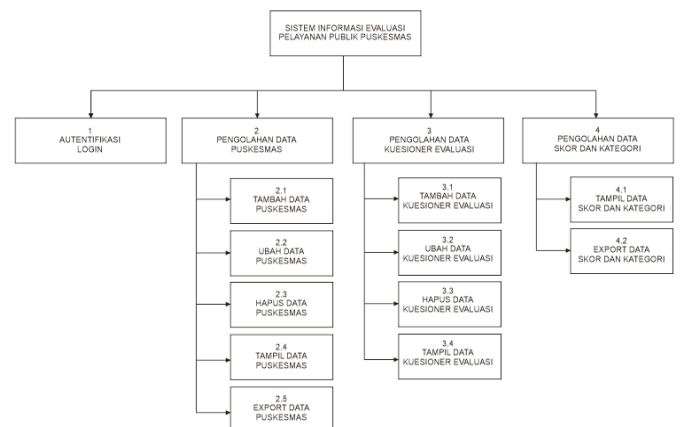 SISTEM INFORMASI EVALUASI
PELAYANAN PUBLIK PUSKESMAS
1
AUTENTIFIKASI
LOGIN
2
PENGOLAHAN DATA
PUSKESMAS
3
PENGOLAHAN DATA
KUESIONER EVALUASI
4
PENGOLAHAN DATA
SKOR DAN KATEGORI
2.1
TAMBAH DATA
PUSKESMAS
2.2
UBAH DATA
PUSKESMAS
2.3
HAPUS DATA
PUSKESMAS
2.4
TAMPIL DATA
PUSKESMAS
2.5
EXPORT DATA
PUSKESMAS
3.1
TAMBAH DATA
KUESIONER EVALUASI
3.2
UBAH DATA
KUESIONER EVALUASI
3.3
HAPUS DATA
KUESIONER EVALUASI
3.4
TAMPIL DATA
KUESIONER EVALUASI
4.1
TAMPIL DATA
SKOR DAN KATEGORI
4.2
EXPORT DATA
SKOR DAN KATEGORI